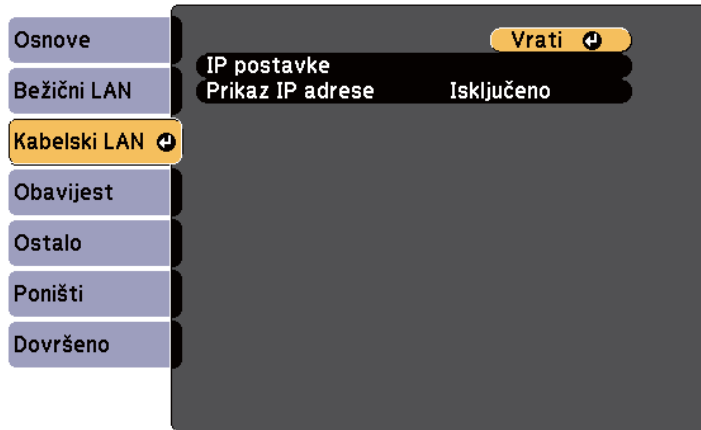 Osnove
Bežični LAN
Kabelski LAN
Obavijest
Ostalo
Poništi
Dovršeno
Vrati
IP postavke
Prikaz IP adrese Isključeno